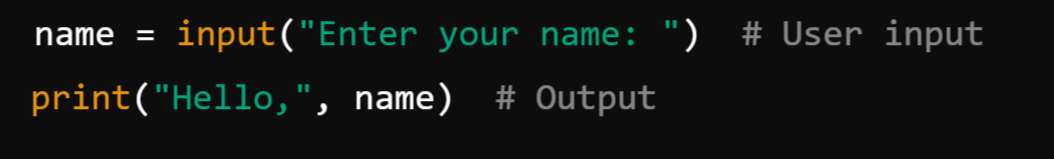 name = input("Enter your name: ")  # User input
print("Hello,", name)  # Output